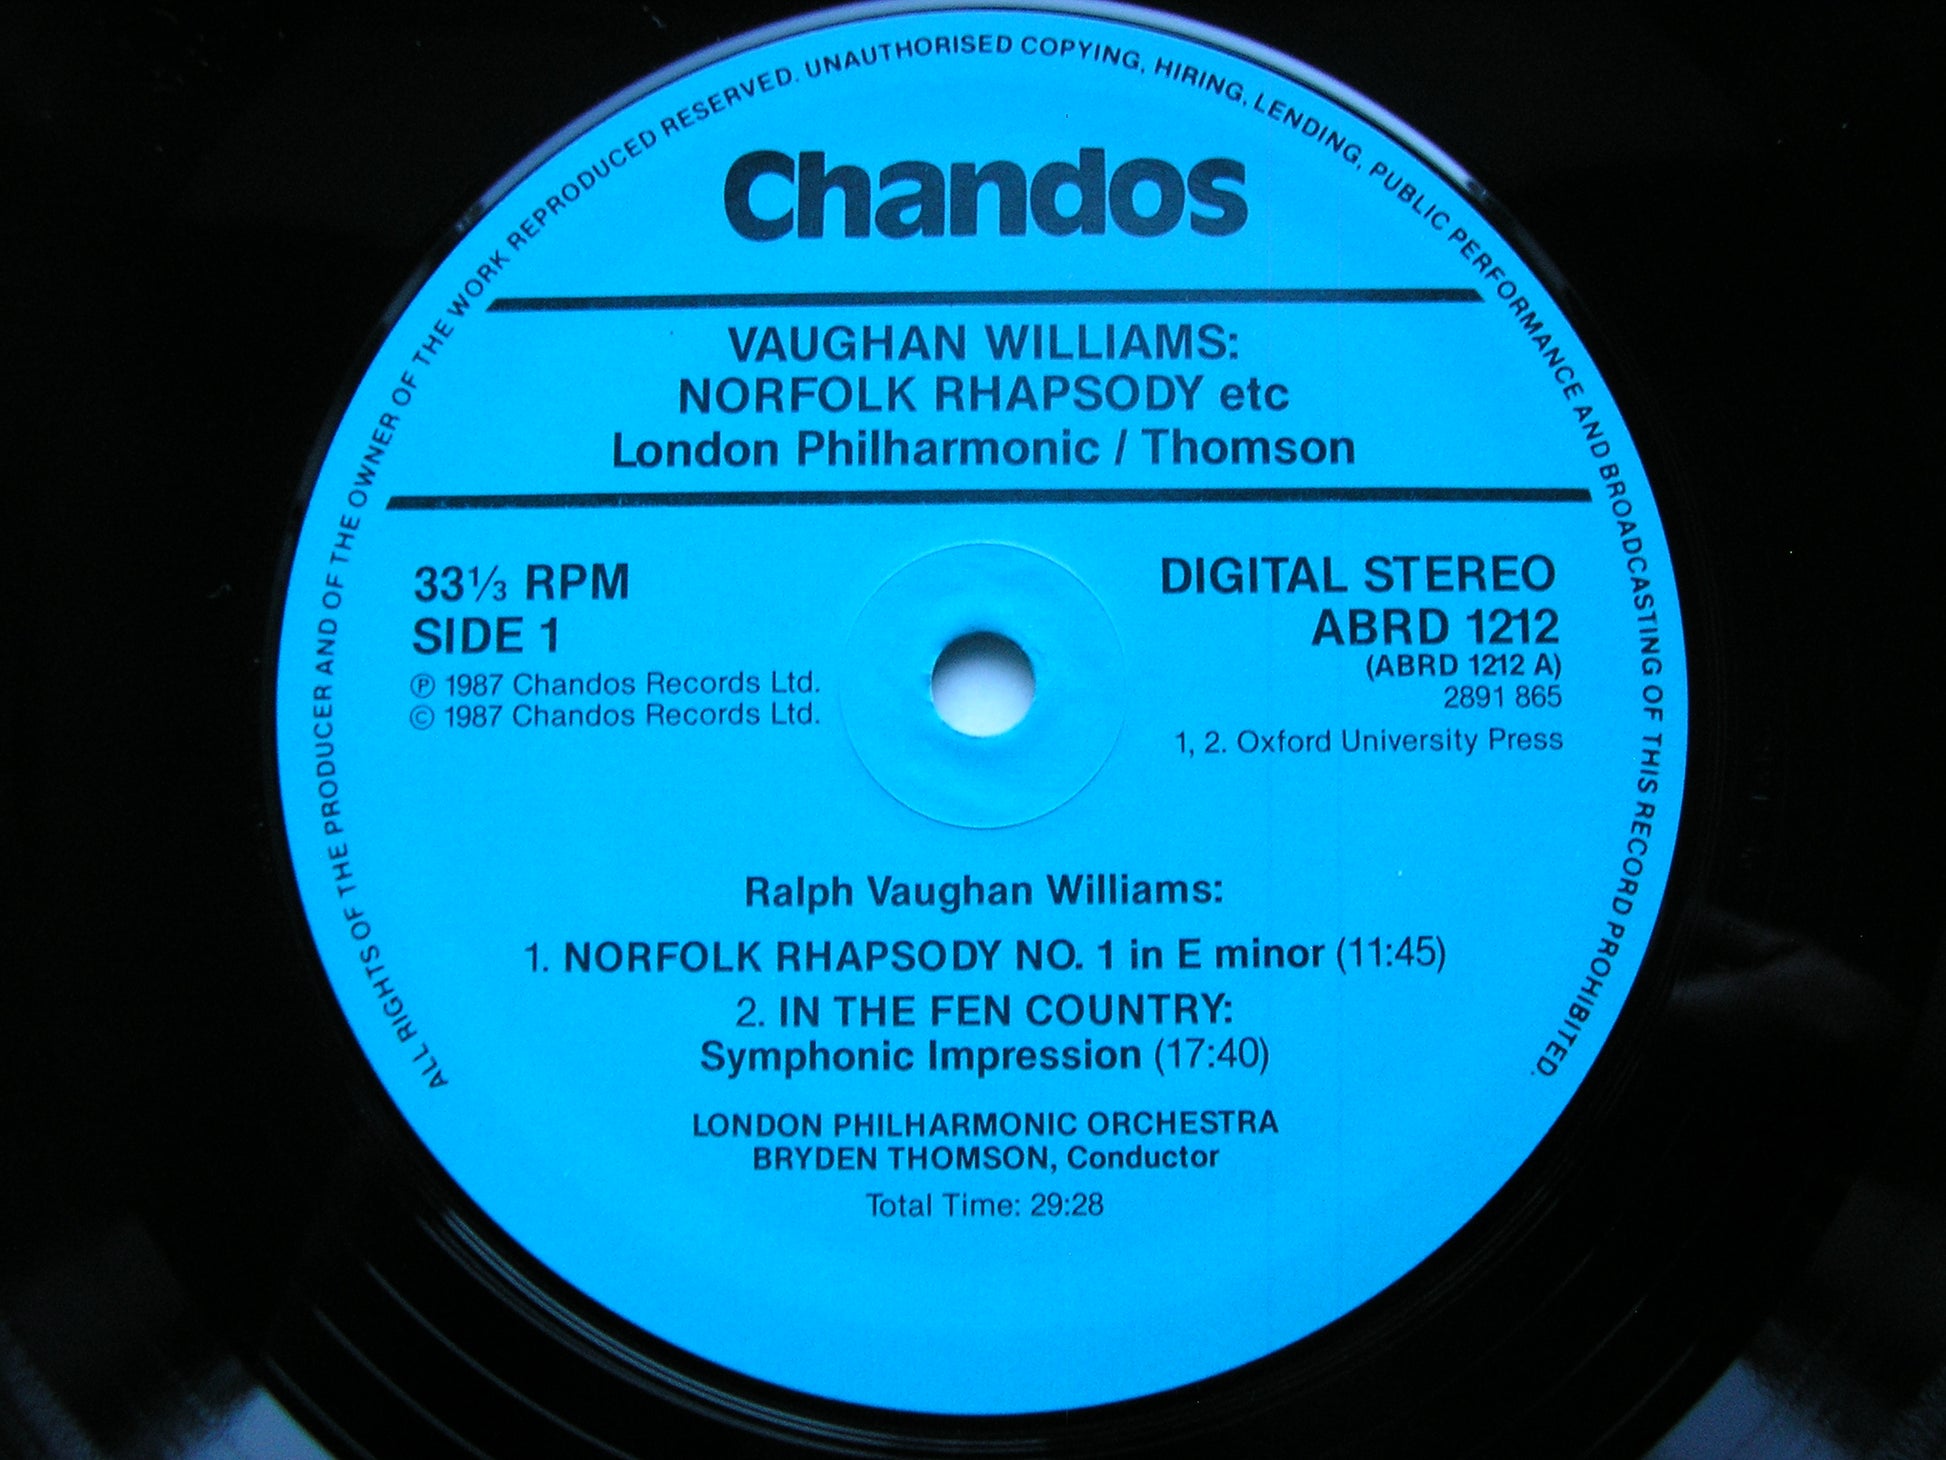 ALL RIGHTS OF THE PRODUCER AND OF THE OWNER OF THE WORK REPRODUCED RESERVED. UNAUTHORISED COPYING, HIRING, LENDING, PUBLIC PERFORMANCE AND BROADCASTING OF THIS RECORD PROHIBITED.
Chandos
VAUGHAN WILLIAMS:
NORFOLK RHAPSODY etc
London Philharmonic / Thomson
33⅓ RPM
SIDE 1
℗ 1987 Chandos Records Ltd.
© 1987 Chandos Records Ltd.
DIGITAL STEREO
ABRD 1212
(ABRD 1212 A)
2891 865
1, 2. Oxford University Press
Ralph Vaughan Williams:
1. NORFOLK RHAPSODY NO. 1 in E minor (11:45)
2. IN THE FEN COUNTRY:
Symphonic Impression (17:40)
LONDON PHILHARMONIC ORCHESTRA
BRYDEN THOMSON, Conductor
Total Time: 29:28